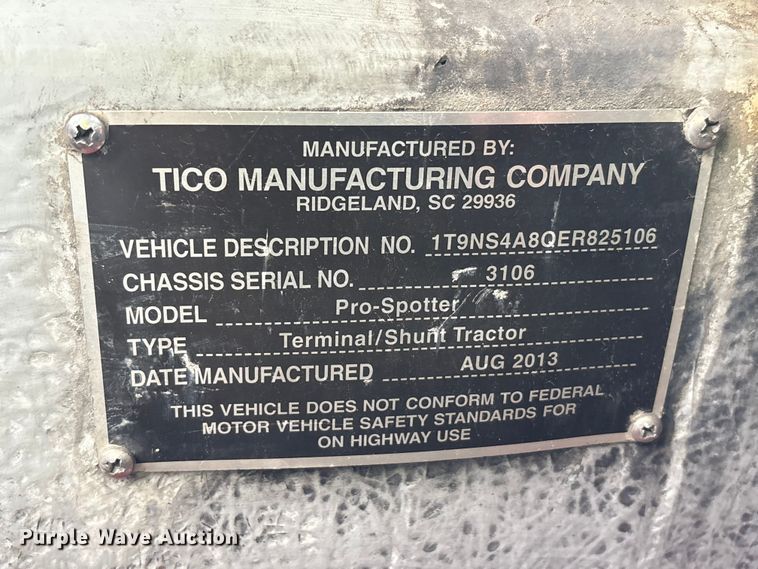 MANUFACTURED BY:
TICO MANUFACTURING COMPANY
RIDGELAND, SC 29936
VEHICLE DESCRIPTION NO. 1T9NS4A8QER825106
CHASSIS SERIAL NO. 3106
MODEL Pro-Spotter
TYPE Terminal/Shunt Tractor
DATE MANUFACTURED AUG 2013
THIS VEHICLE DOES NOT CONFORM TO FEDERAL
MOTOR VEHICLE SAFETY STANDARDS FOR
ON HIGHWAY USE
Purple Wave Auction